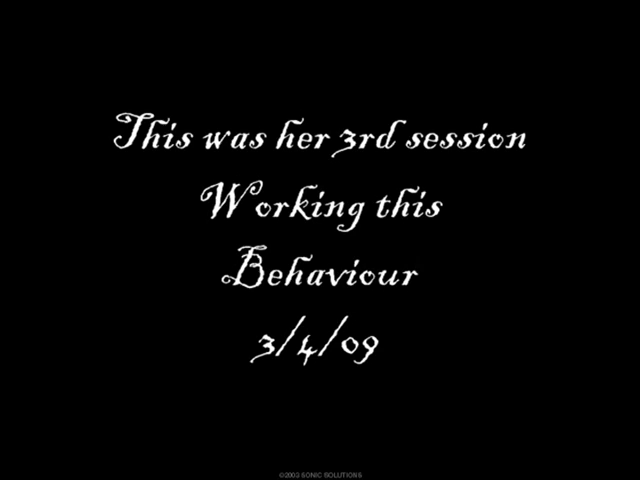 This was her 3rd session
Working this
Behaviour
3/4/09
©2003 SONIC SOLUTIONS